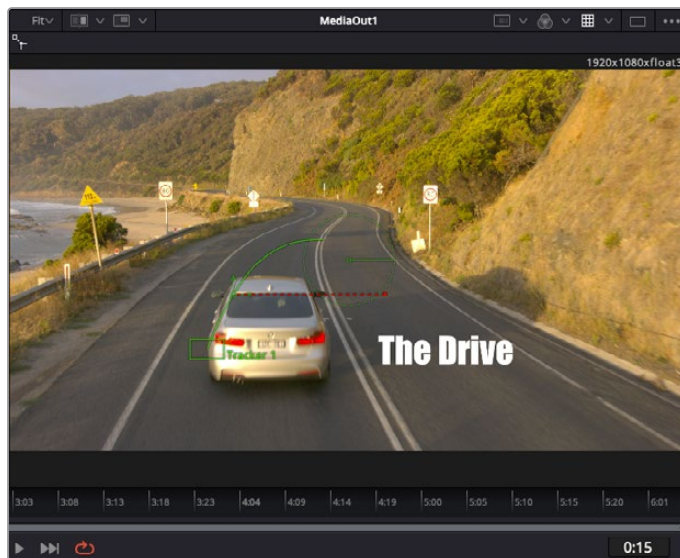 Fit
MediaOut1
1920x1080xfloat3
Tracker 1
The Drive
3:03 3:08 3:13 3:18 3:23 4:04 4:09 4:14 4:19 5:00 5:05 5:10 5:15 5:20 6:01
0:15